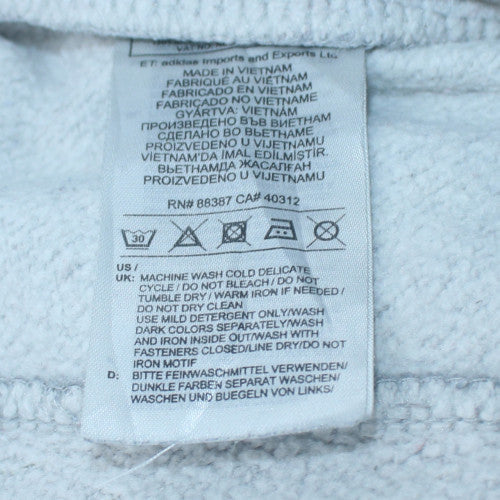 ET: adidas Imports and Exports Ltd.
MADE IN VIETNAM
FABRIQUÉ AU VIÊTNAM
FABRICADO EN VIETNAM
FABRICADO NO VIETNAME
GYÁRTVA: VIETNAM
ПРОИЗВЕДЕНО ВЪВ ВИЕТНАМ
СДЕЛАНО ВО ВЬЕТНАМЕ
PROIZVEDENO U VIJETNAMU
VİETNAM'DA İMAL EDİLMİŞTİR.
ВЬЕТНАМДА ЖАСАЛҒАН
PROIZVEDENO U VIJETNAMU
RN# 88387 CA# 40312
30
US /
UK: MACHINE WASH COLD DELICATE
CYCLE / DO NOT BLEACH / DO NOT
TUMBLE DRY / WARM IRON IF NEEDED/
DO NOT DRYCLEAN
USE MILD DETERGENT ONLY/WASH
DARK COLORS SEPARATELY/WASH
AND IRON INSIDE OUT/WASH WITH
FASTENERS CLOSED/LINE DRY/DO NOT
IRON MOTIF
D: BITTE FEINWASCHMITTEL VERWENDEN/
DUNKLE FARBEN SEPARAT WASCHEN/
WASCHEN UND BUEGELN VON LINKS/